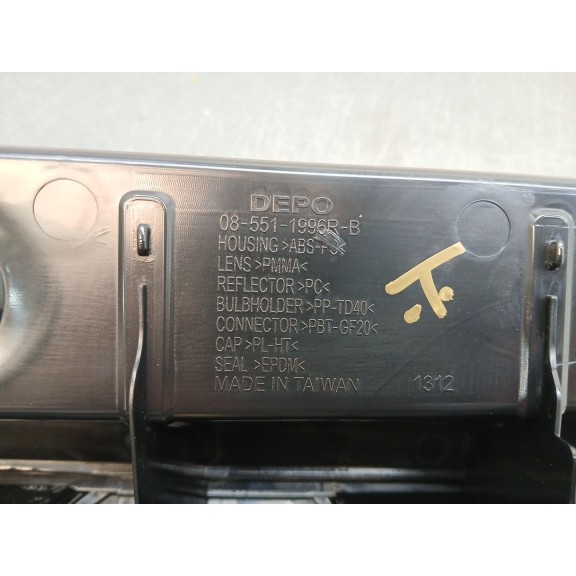 DEPO
08-551-1996R-B
HOUSING >ABS-PC<
LENS >PMMA<
REFLECTOR >PC<
BULBHOLDER >PP-TD40<
CONNECTOR >PBT-GF20<
CAP >PL-HT<
SEAL >EPDM<
MADE IN TAIWAN
1312